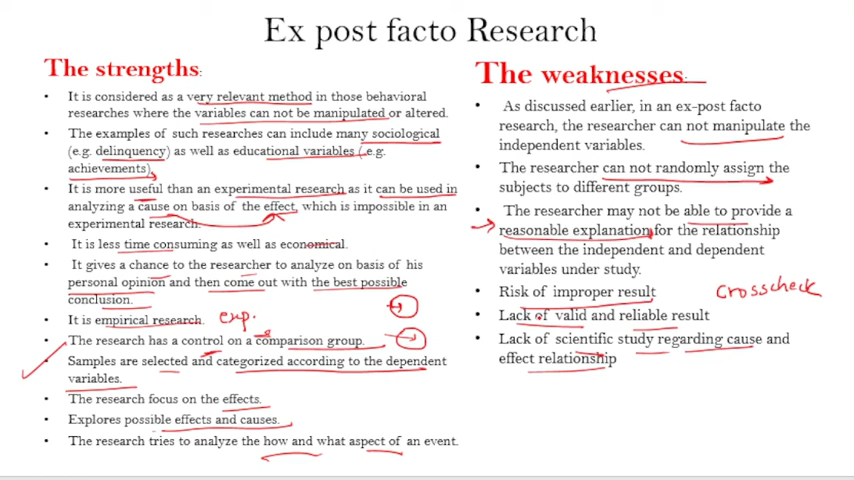 Ex post facto Research
The strengths:
• It is considered as a very relevant method in those behavioral
researches where the variables can not be manipulated or altered.
• The examples of such researches can include many sociological
(e.g. delinquency) as well as educational variables (e.g.
achievements).
• It is more useful than an experimental research as it can be used in
analyzing a cause on basis of the effect, which is impossible in an
experimental research.
• It is less time consuming as well as economical.
• It gives a chance to the researcher to analyze on basis of his
personal opinion and then come out with the best possible
conclusion.
• It is empirical research. exp.
• The research has a control on a comparison group.
• Samples are selected and categorized according to the dependent
variables.
• The research focus on the effects.
• Explores possible effects and causes.
• The research tries to analyze the how and what aspect of an event.
The weaknesses:
• As discussed earlier, in an ex-post facto
research, the researcher can not manipulate the
independent variables.
• The researcher can not randomly assign the
subjects to different groups.
• The researcher may not be able to provide a
reasonable explanation for the relationship
between the independent and dependent
variables under study.
• Risk of improper result
crosscheck
• Lack of valid and reliable result
• Lack of scientific study regarding cause and
effect relationship